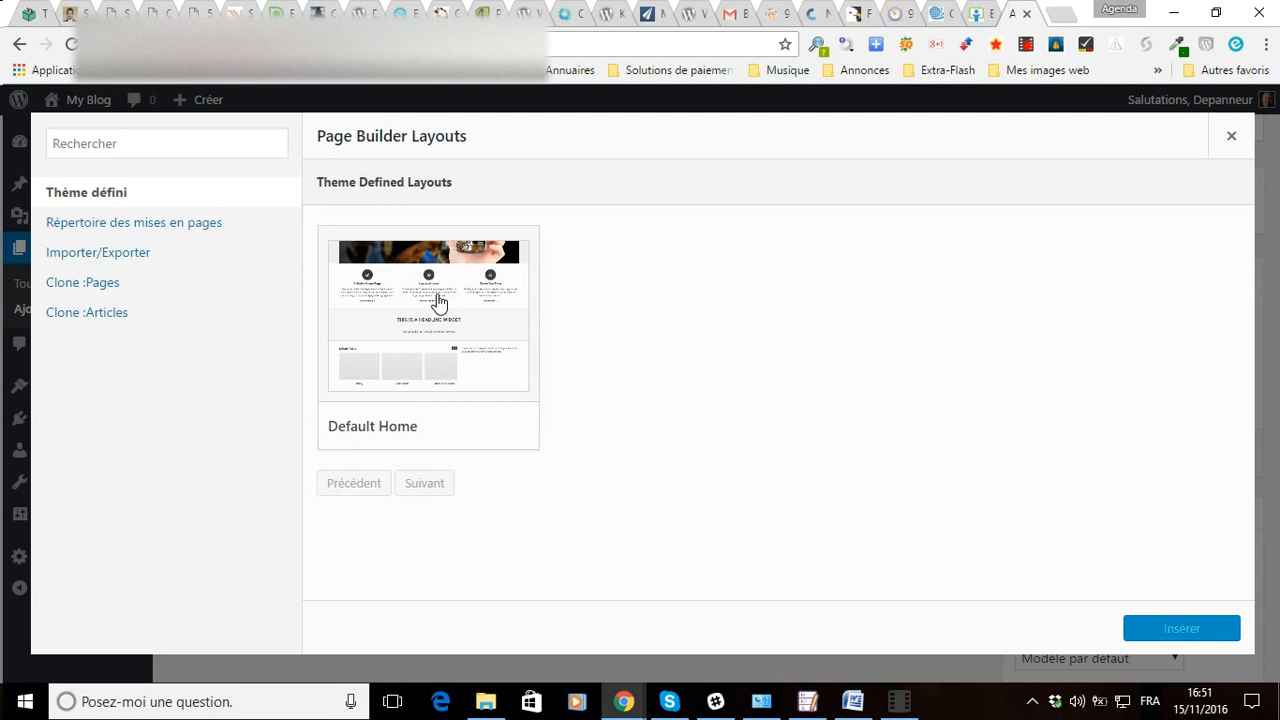 Agenda
Applicati
Annuaires
Solutions de paiemen
Musique
Annonces
Extra-Flash
Mes images web
»
Autres favoris
My Blog
0
Créer
Salutations, Depanneur
Rechercher
Page Builder Layouts
Thème défini
Theme Defined Layouts
Répertoire des mises en pages
Importer/Exporter
Clone :Pages
Clone :Articles
Tou
Ajo
THIS IS A HEADLINE WIDGET
Default Home
Précédent
Suivant
Insérer
Modèle par défaut
Posez-moi une question.
FRA
16:51
15/11/2016